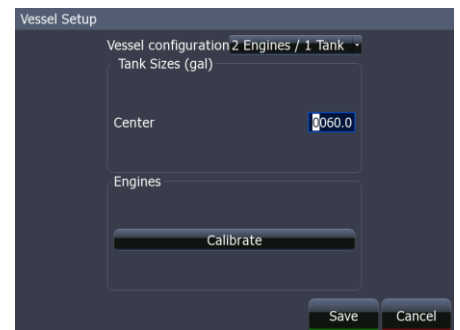 Vessel Setup
Vessel configuration 2 Engines / 1 Tank
Tank Sizes (gal)
Center 0060.0
Engines
Calibrate
Save Cancel